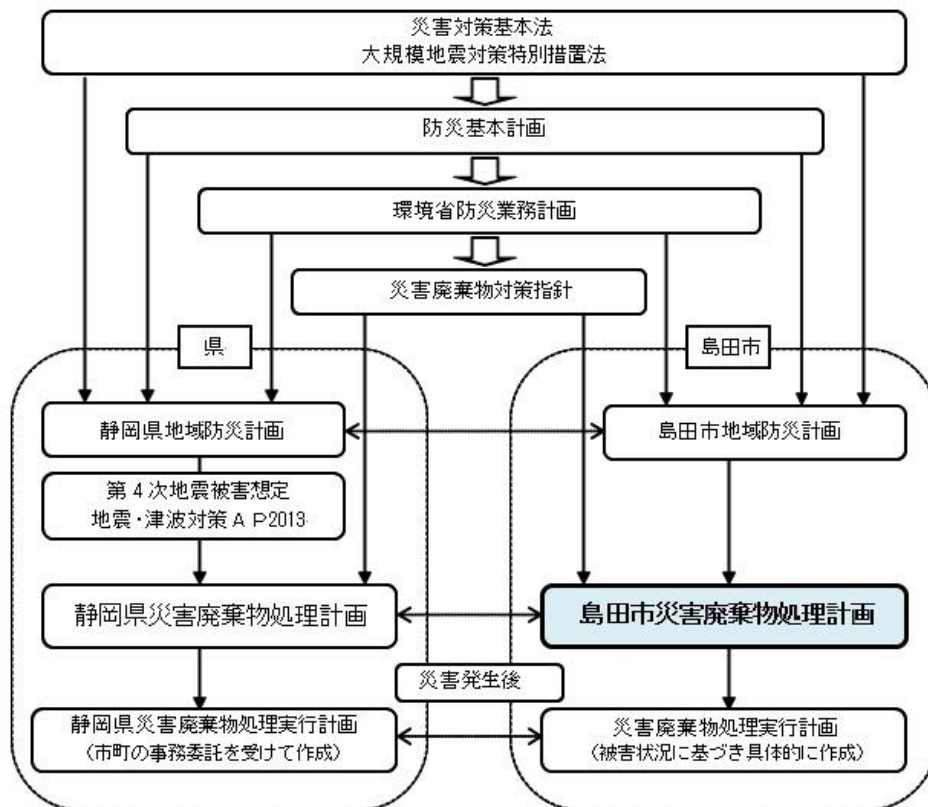 災害対策基本法
大規模地震対策特別措置法
防災基本計画
環境省防災業務計画
災害廃棄物対策指針
県
島田市
静岡県地域防災計画
島田市地域防災計画
第4次地震被害想定
地震・津波対策AP2013
静岡県災害廃棄物処理計画
島田市災害廃棄物処理計画
災害発生後
静岡県災害廃棄物処理実行計画
(市町の事務委託を受けて作成)
災害廃棄物処理実行計画
(被害状況に基づき具体的に作成)